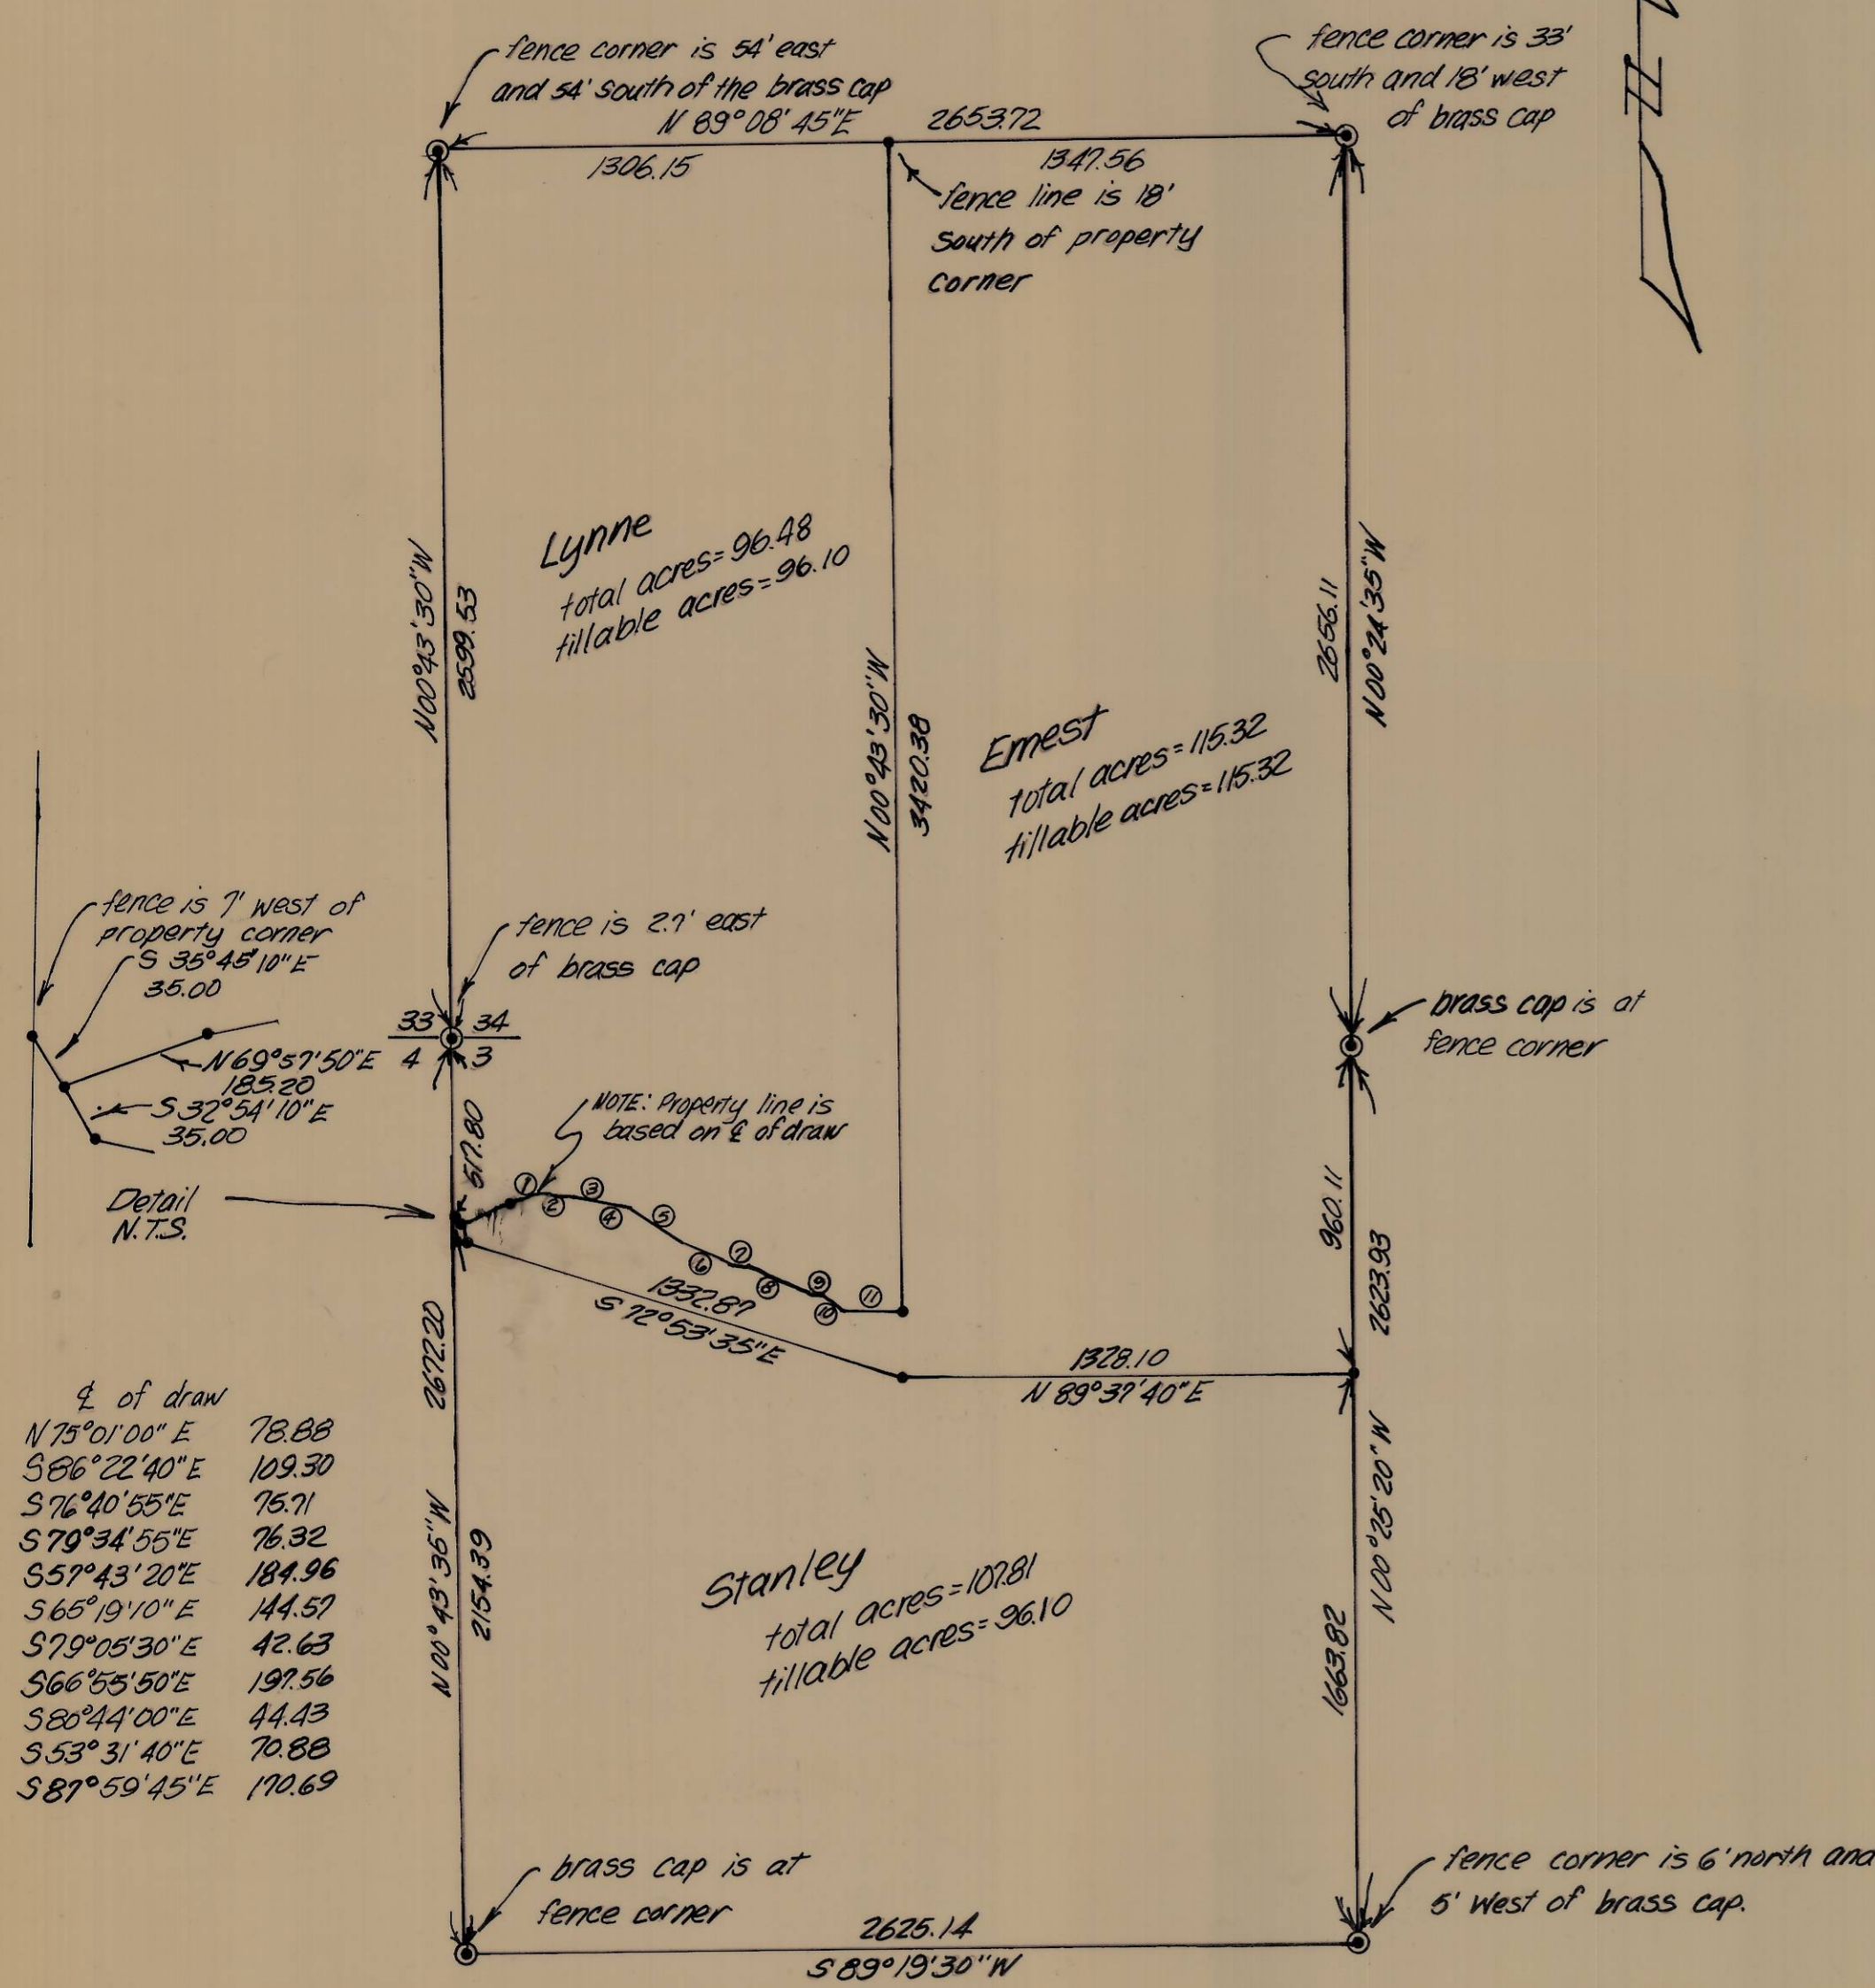 fence corner is 54' east
and 54' south of the brass cap
fence corner is 33'
south and 18' west
of brass cap
N 89°08'45"E 2653.72
1306.15
1347.56
fence line is 18'
south of property
corner
N00°43'30"W
2599.53
Lynne
total acres=96.48
tillable acres=96.10
N00°43'30"W
3420.38
2656.11
N00°24'35"W
Ernest
total acres=115.32
tillable acres=115.32
fence is 7' west of
property corner
S 35°45'10"E
35.00
N69°57'50"E
185.20
S32°54'10"E
35.00
fence is 2.7' east
of brass cap
33 34
4 3
brass cap is at
fence corner
517.80
NOTE: Property line is
based on ℄ of draw
① ② ③ ④ ⑤ ⑥ ⑦ ⑧ ⑨ ⑩ ⑪
Detail
N.T.S.
1332.87
S 72°53'35"E
960.11
2623.93
1328.10
N 89°37'40"E
2672.20
N00°43'35"W
2154.39
℄ of draw
N75°01'00" E 78.88
S86°22'40"E 109.30
S76°40'55"E 75.71
S79°34'55"E 76.32
S57°43'20"E 184.96
S65°19'10"E 144.57
S79°05'30"E 42.63
S66°55'50"E 197.56
S80°44'00"E 44.43
S53°31'40"E 70.88
S87°59'45"E 170.69
Stanley
total acres=107.81
tillable acres=96.10
N00°25'20"W
1663.82
brass cap is at
fence corner
2625.14
S89°19'30"W
fence corner is 6' north and
5' West of brass cap.